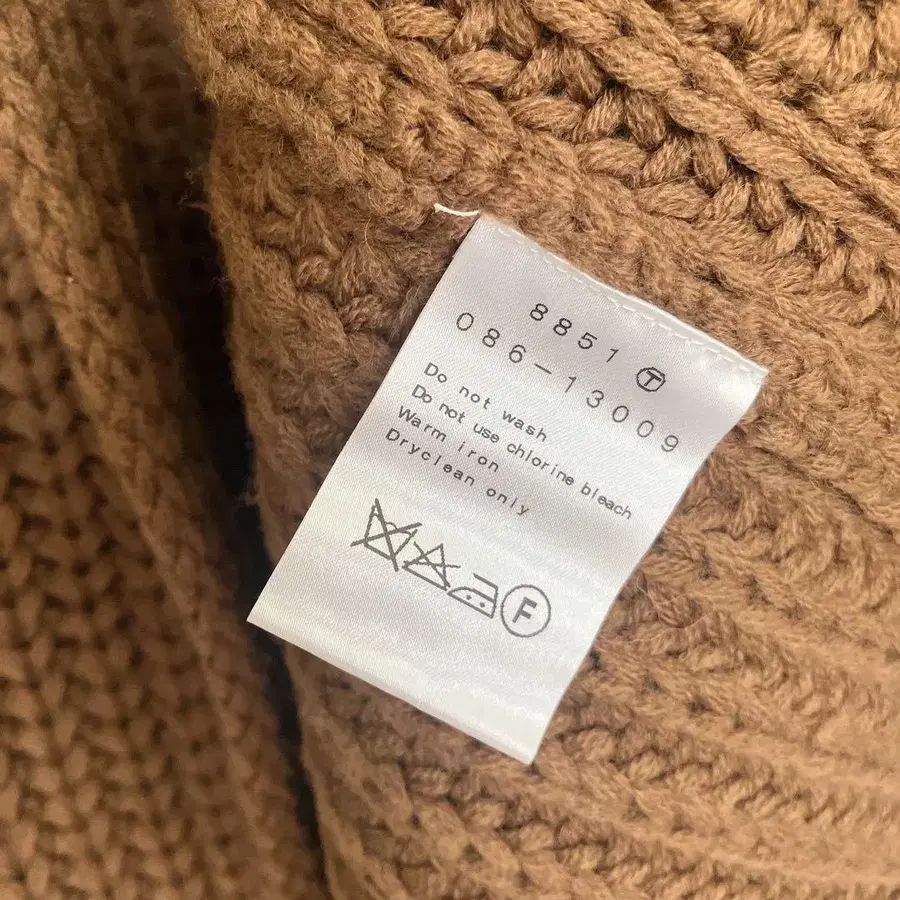 8851 Ⓣ
086-13009
Do not wash
Do not use chlorine bleach
Warm iron
Dryclean only
F